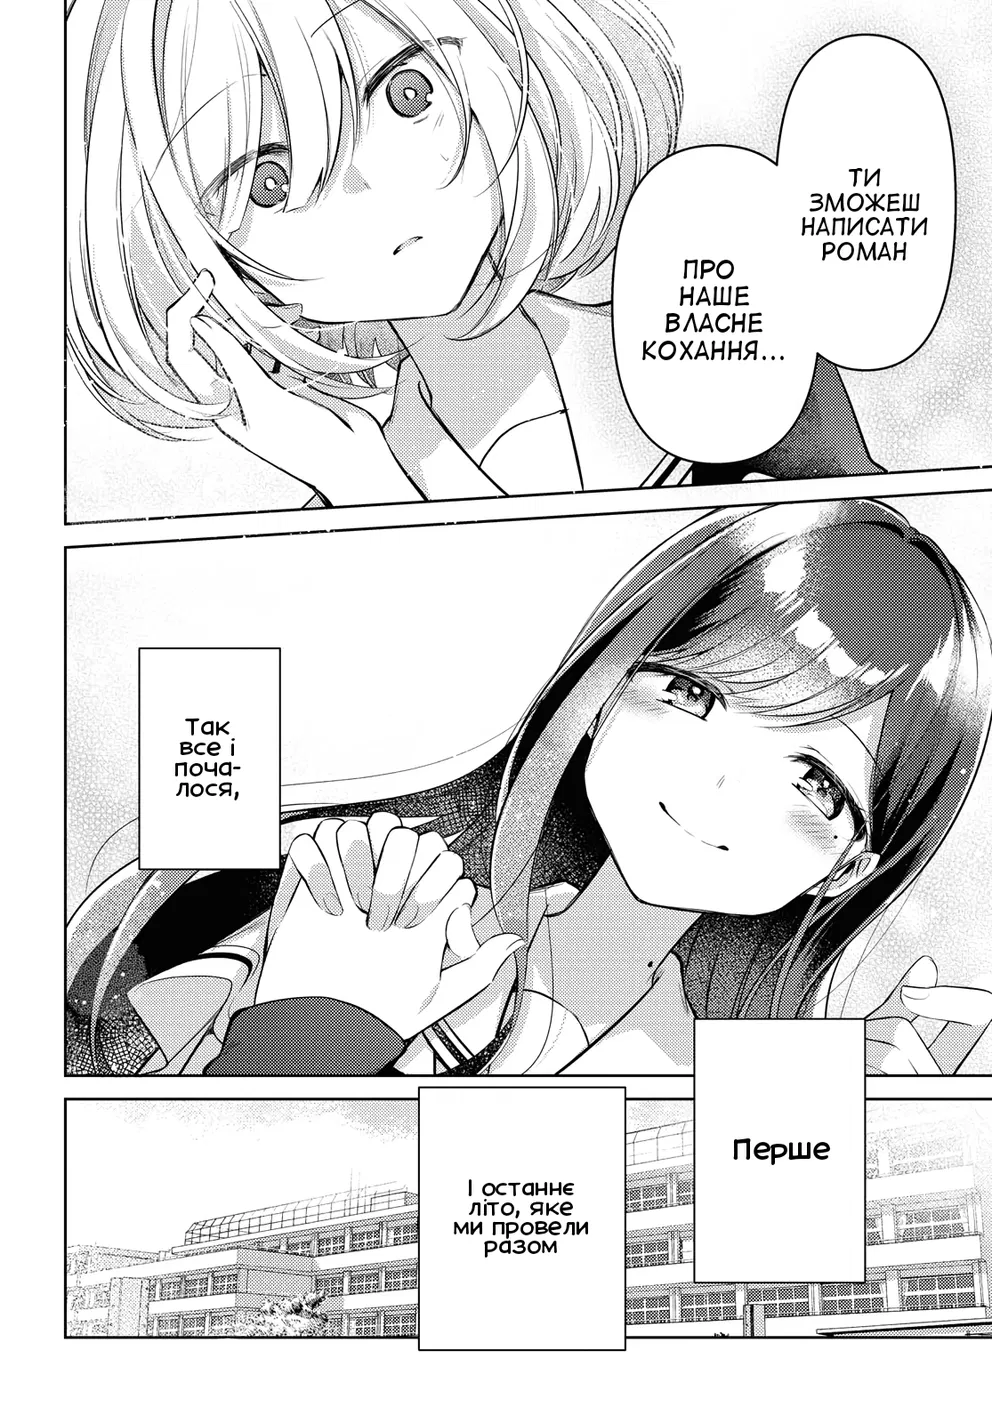 ТИ
ЗМОЖЕШ
НАПИСАТИ
РОМАН
ПРО
НАШЕ
ВЛАСНЕ
КОХАННЯ...
Так
все і
поча-
лося,
Перше
І останнє
літо, яке
ми провели
разом